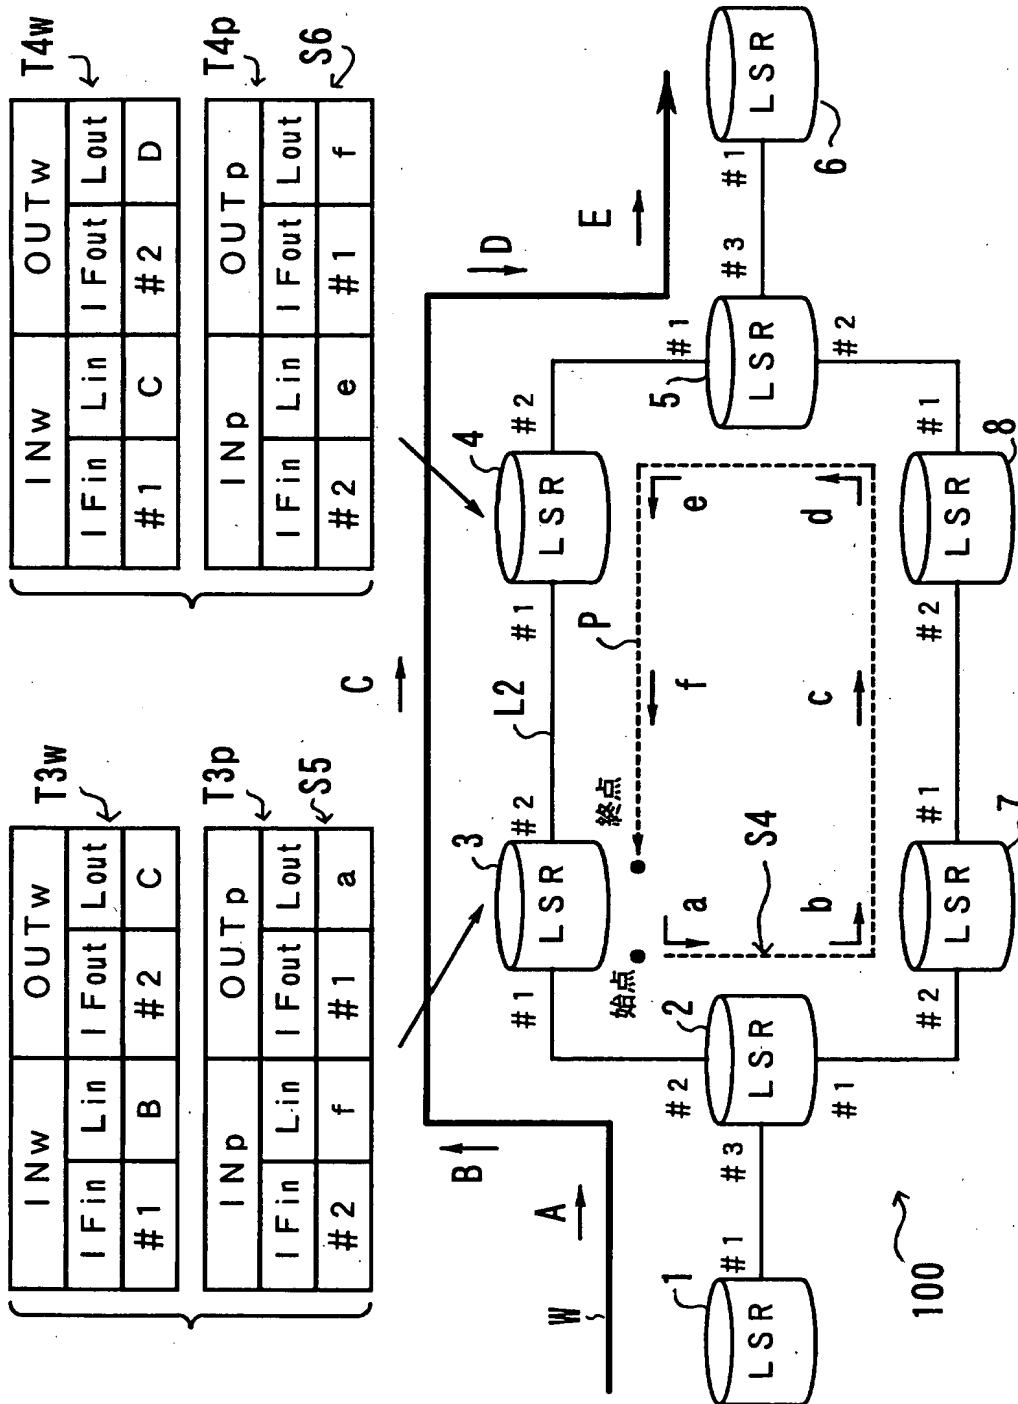 T3w
INw OUTw
IFin Lin IFout Lout
#1 B #2 C
T3p
INp OUTp
IFin Lin IFout Lout
#2 f #1 a
S5
T4w
INw OUTw
IFin Lin IFout Lout
#1 C #2 D
T4p
INp OUTp
IFin Lin IFout Lout
#2 e #1 f
S6
W
A
B
C
D
E
3
LSR
#1
#2
L2
4
LSR
#1
#2
1
LSR
#1
#3
2
LSR
#2
#1
始点
終点
P
a
f
e
S4
b
c
d
5
LSR
#1
#3
#2
#1
LSR
6
7
LSR
#2
#1
8
LSR
#2
#1
100